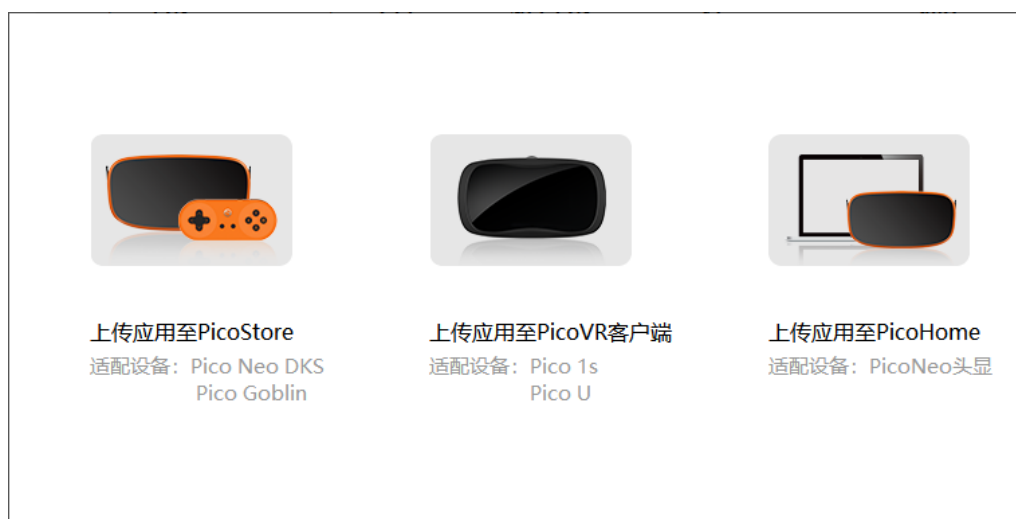 上传应用至PicoStore
适配设备：Pico Neo DKS
Pico Goblin
上传应用至PicoVR客户端
适配设备：Pico 1s
Pico U
上传应用至PicoHome
适配设备：PicoNeo头显